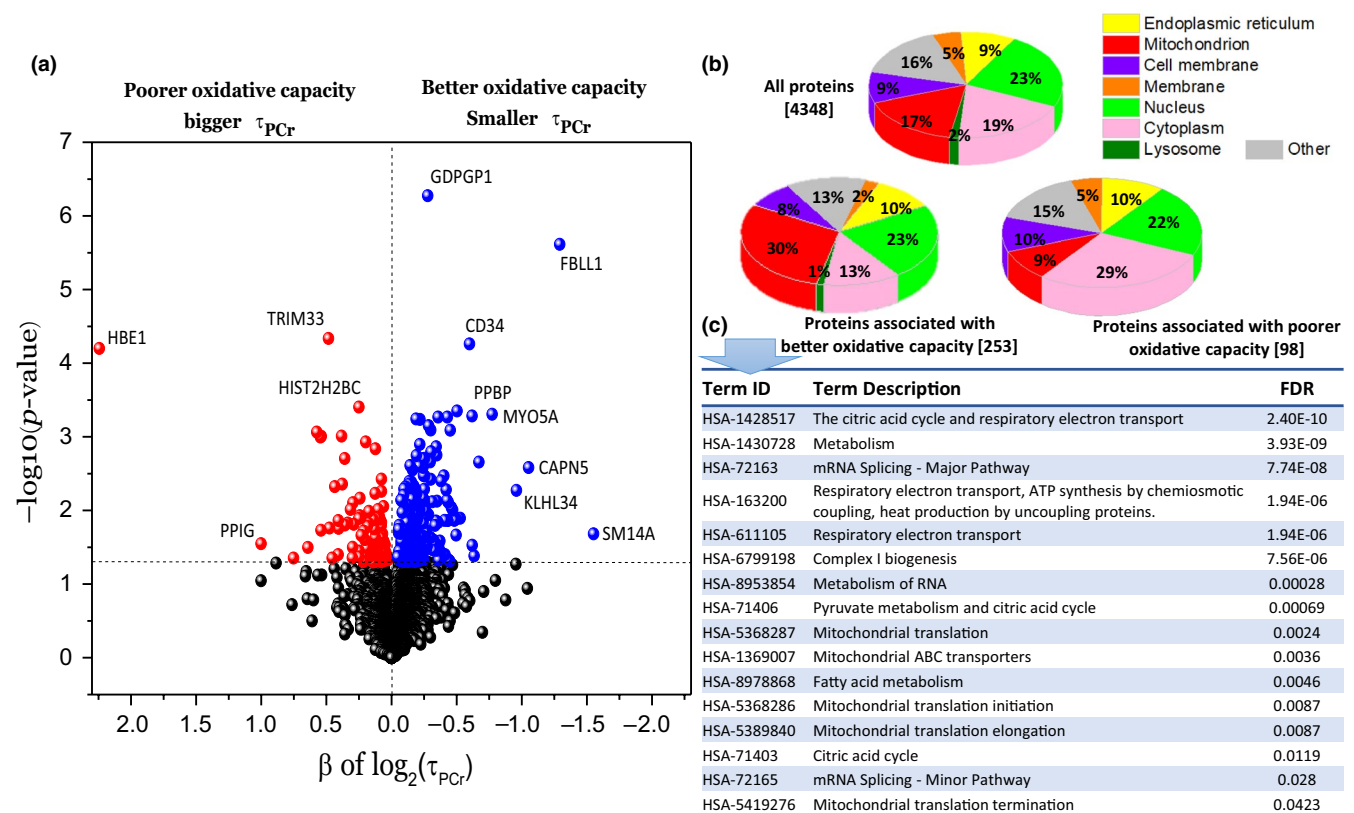 (a)
Poorer oxidative capacity
bigger τPCr
Better oxidative capacity
Smaller τPCr
7
6
5
4
3
2
1
0
−log10(p-value)
GDPGP1
FBLL1
TRIM33
CD34
HBE1
HIST2H2BC
PPBP
MYO5A
CAPN5
KLHL34
PPIG
SM14A
2.0 1.5 1.0 0.5 0.0 −0.5 −1.0 −1.5 −2.0
β of log2(τPCr)
(b)
All proteins
[4348]
5%
9%
16%
23%
9%
17%
2%
19%
Endoplasmic reticulum
Mitochondrion
Cell membrane
Membrane
Nucleus
Cytoplasm
Lysosome
Other
13%
2%
10%
8%
23%
30%
1%
13%
Proteins associated with
better oxidative capacity [253]
5%
10%
15%
22%
10%
9%
29%
Proteins associated with poorer
oxidative capacity [98]
(c)
Term ID Term Description FDR
HSA-1428517 The citric acid cycle and respiratory electron transport 2.40E-10
HSA-1430728 Metabolism 3.93E-09
HSA-72163 mRNA Splicing - Major Pathway 7.74E-08
HSA-163200 Respiratory electron transport, ATP synthesis by chemiosmotic
coupling, heat production by uncoupling proteins. 1.94E-06
HSA-611105 Respiratory electron transport 1.94E-06
HSA-6799198 Complex I biogenesis 7.56E-06
HSA-8953854 Metabolism of RNA 0.00028
HSA-71406 Pyruvate metabolism and citric acid cycle 0.00069
HSA-5368287 Mitochondrial translation 0.0024
HSA-1369007 Mitochondrial ABC transporters 0.0036
HSA-8978868 Fatty acid metabolism 0.0046
HSA-5368286 Mitochondrial translation initiation 0.0087
HSA-5389840 Mitochondrial translation elongation 0.0087
HSA-71403 Citric acid cycle 0.0119
HSA-72165 mRNA Splicing - Minor Pathway 0.028
HSA-5419276 Mitochondrial translation termination 0.0423